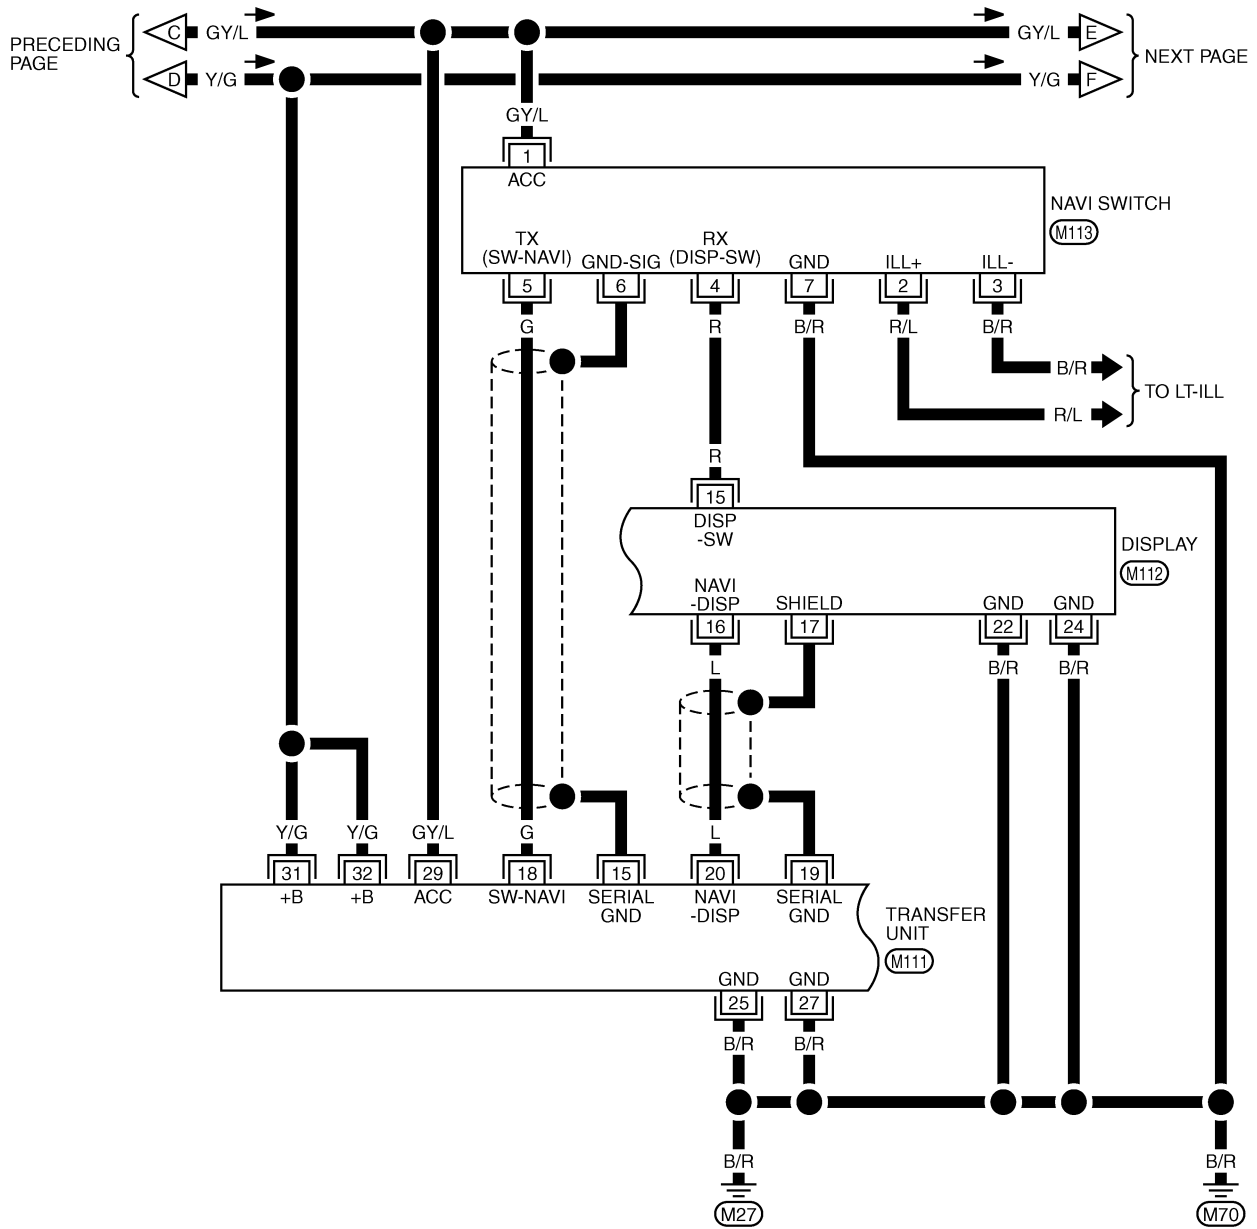 PRECEDING
PAGE
C
GY/L
GY/L
E
D
Y/G
Y/G
F
NEXT PAGE
GY/L
1
ACC
NAVI SWITCH
M113
TX
(SW-NAVI)
GND-SIG
RX
(DISP-SW)
GND
ILL+
ILL-
5
6
4
7
2
3
G
R
B/R
R/L
B/R
B/R
R/L
TO LT-ILL
R
15
DISP
-SW
DISPLAY
M112
NAVI
-DISP
SHIELD
GND
GND
16
17
22
24
L
B/R
B/R
Y/G
Y/G
GY/L
G
L
31
32
29
18
15
20
19
+B
+B
ACC
SW-NAVI
SERIAL
GND
NAVI
-DISP
SERIAL
GND
TRANSFER
UNIT
M111
GND
GND
25
27
B/R
B/R
B/R
B/R
M27
M70